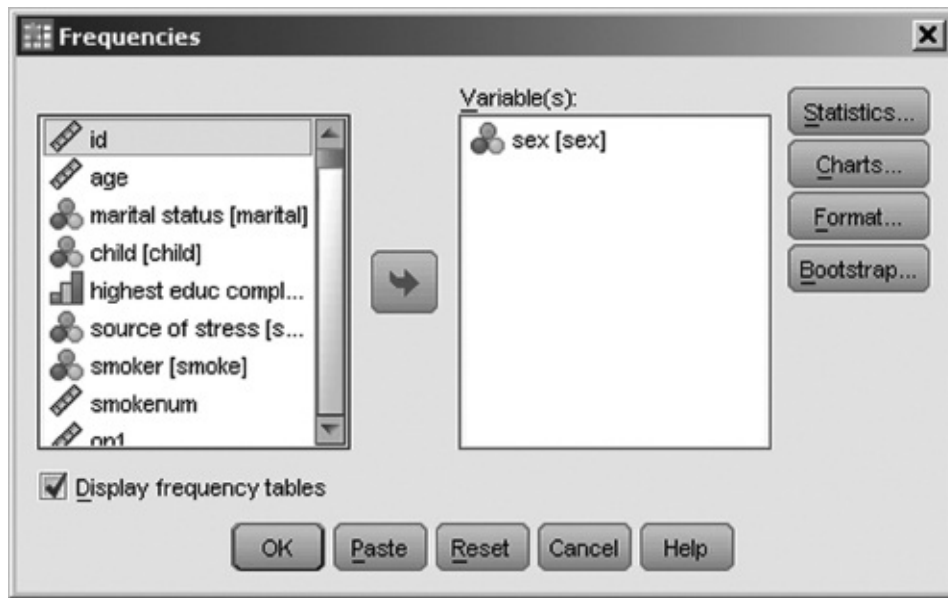 Frequencies
id
age
marital status [marital]
child [child]
highest educ compl...
source of stress [s...
smoker [smoke]
smokenum
op1
Variable(s):
sex [sex]
Statistics...
Charts...
Format...
Bootstrap...
Display frequency tables
OK
Paste
Reset
Cancel
Help